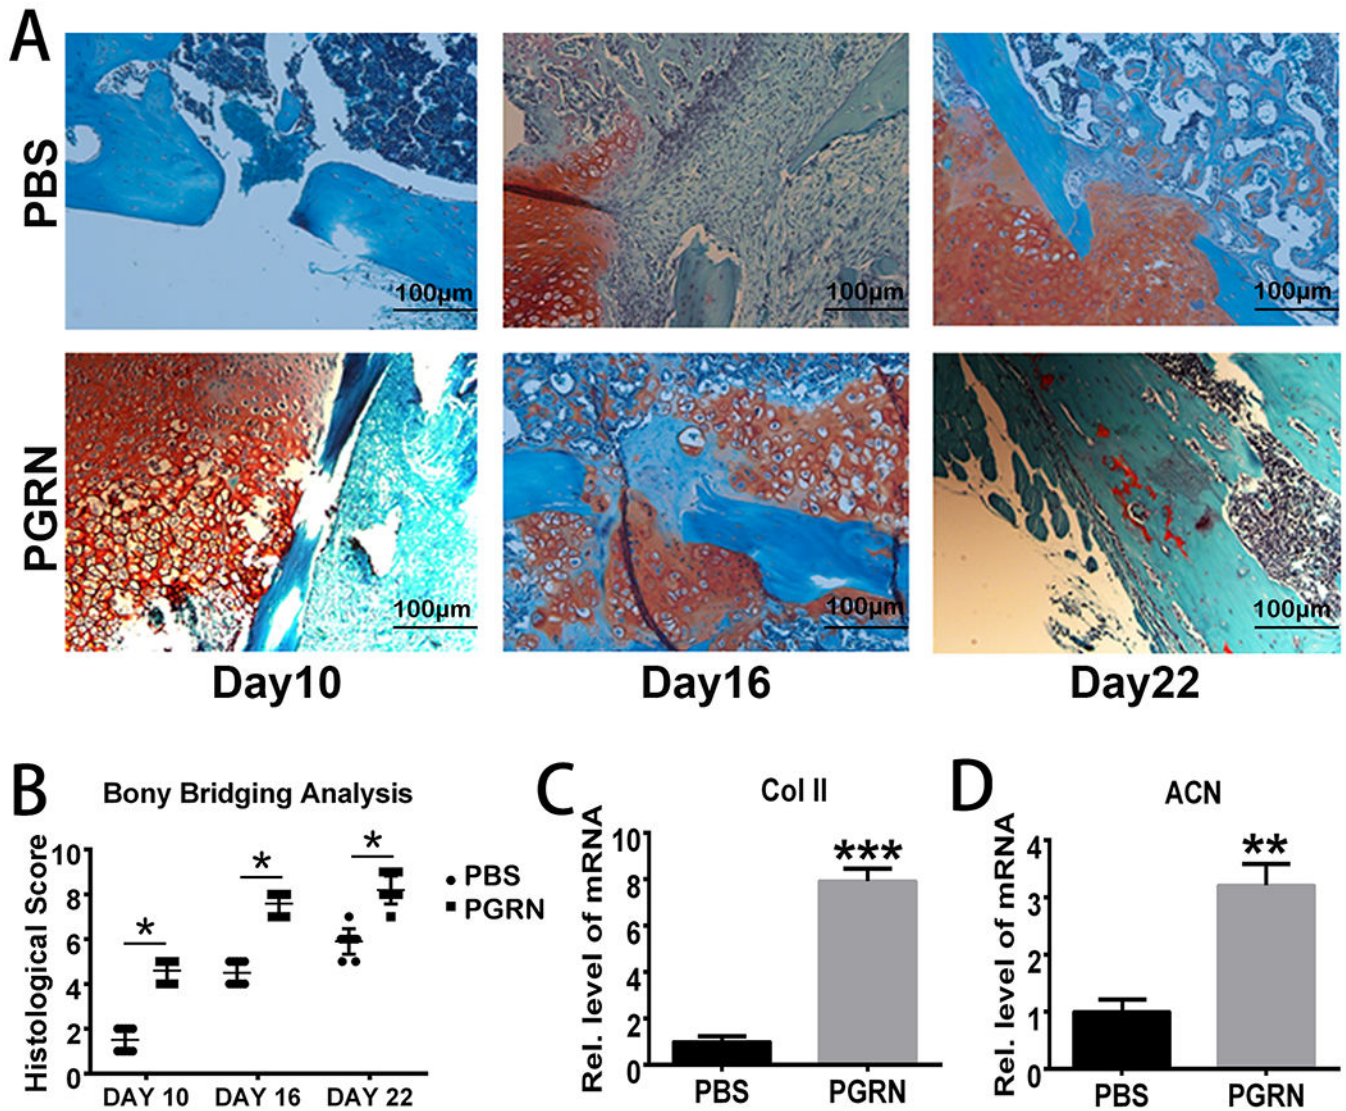 A
PBS
100µm
100µm
100µm
PGRN
100µm
100µm
100µm
Day10
Day16
Day22
B
Bony Bridging Analysis
Histological Score
10
8
6
4
2
0
*
*
*
PBS
PGRN
DAY 10
DAY 16
DAY 22
C
Col II
Rel. level of mRNA
10
8
6
4
2
0
***
PBS
PGRN
D
ACN
Rel. level of mRNA
4
3
2
1
0
**
PBS
PGRN